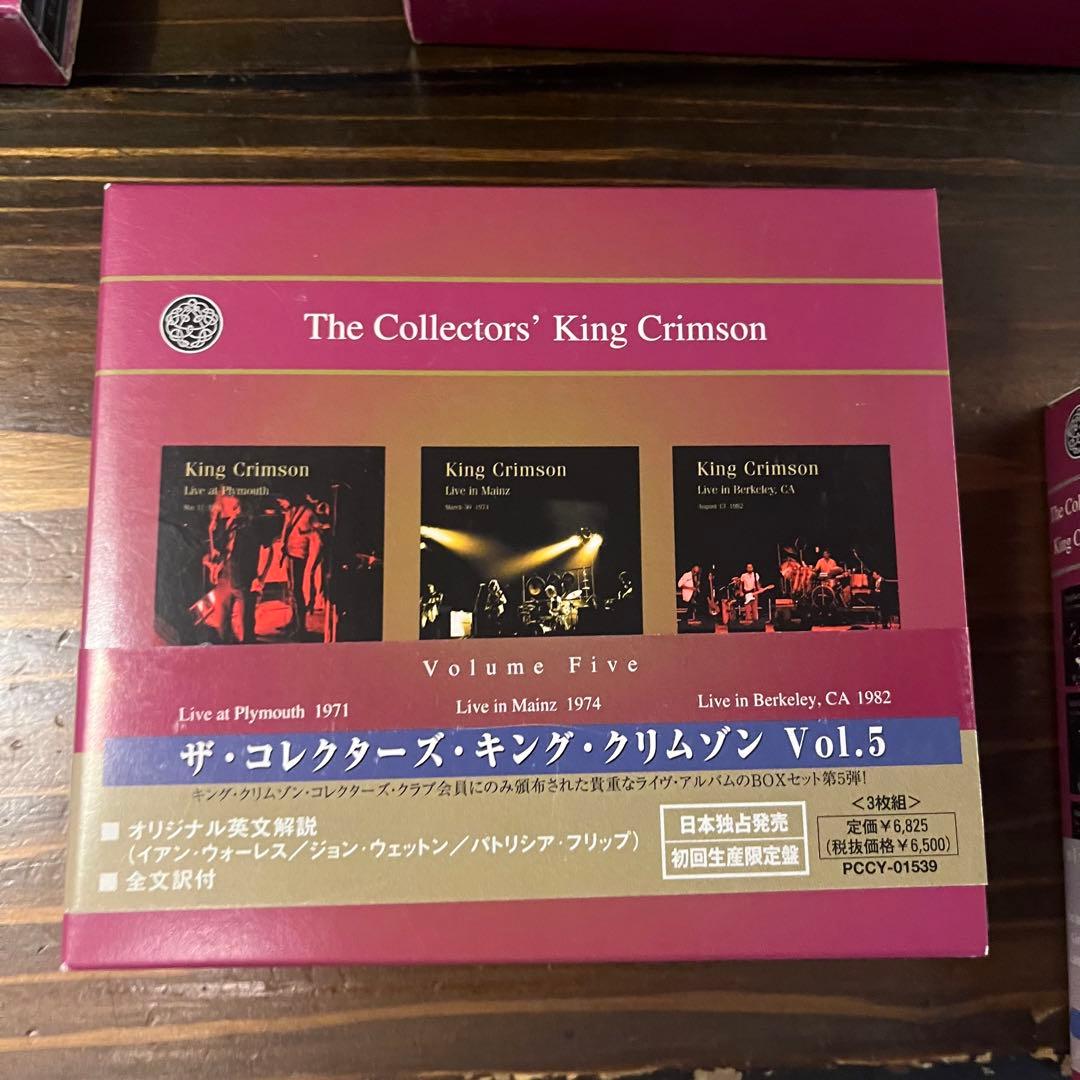 The Collectors' King Crimson
King Crimson
Live at Plymouth
King Crimson
Live in Mainz
March 30 1974
King Crimson
Live in Berkeley, CA
August 13 1982
Volume Five
Live at Plymouth 1971
Live in Mainz 1974
Live in Berkeley, CA 1982
ザ・コレクターズ・キング・クリムゾン Vol.5
キング・クリムゾン・コレクターズ・クラブ会員にのみ頒布された貴重なライヴ・アルバムのBOXセット第5弾!
■ オリジナル英文解説
(イアン・ウォーレス/ジョン・ウェットン/パトリシア・フリップ)
■ 全文訳付
日本独占発売
初回生産限定盤
<3枚組>
定価¥6,825
(税抜価格¥6,500)
PCCY-01539
The
King